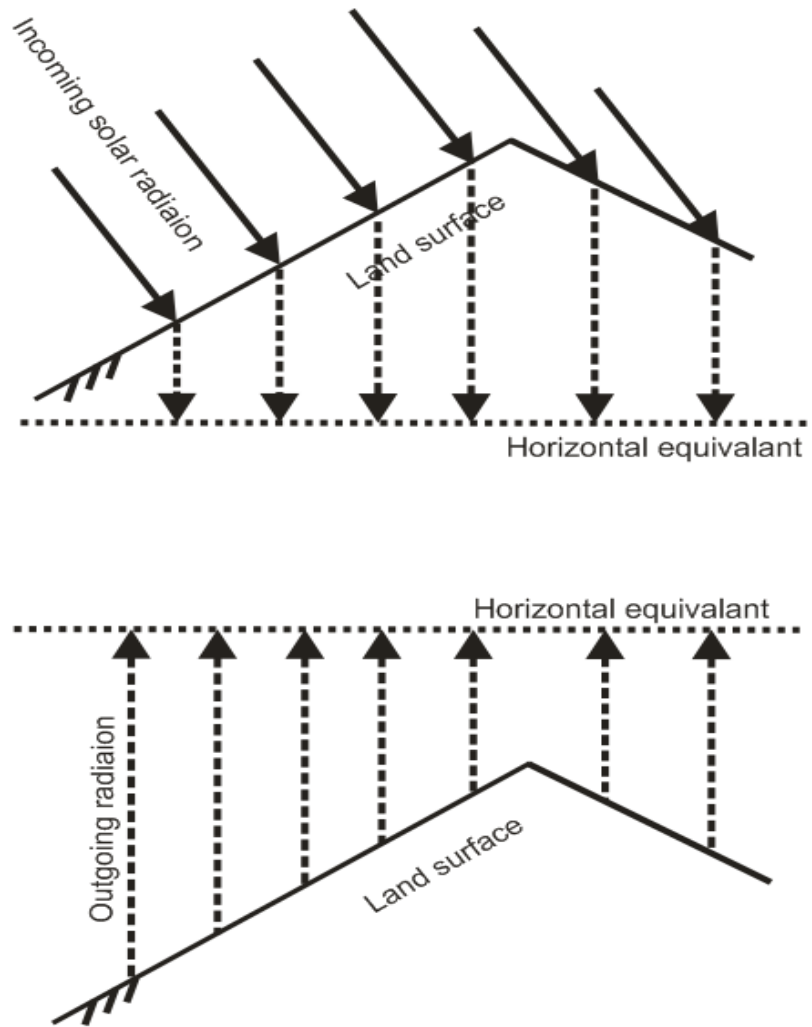 Incoming solar radiaion
Land surface
Horizontal equivalant
Horizontal equivalant
Outgoing radiaion
Land surface